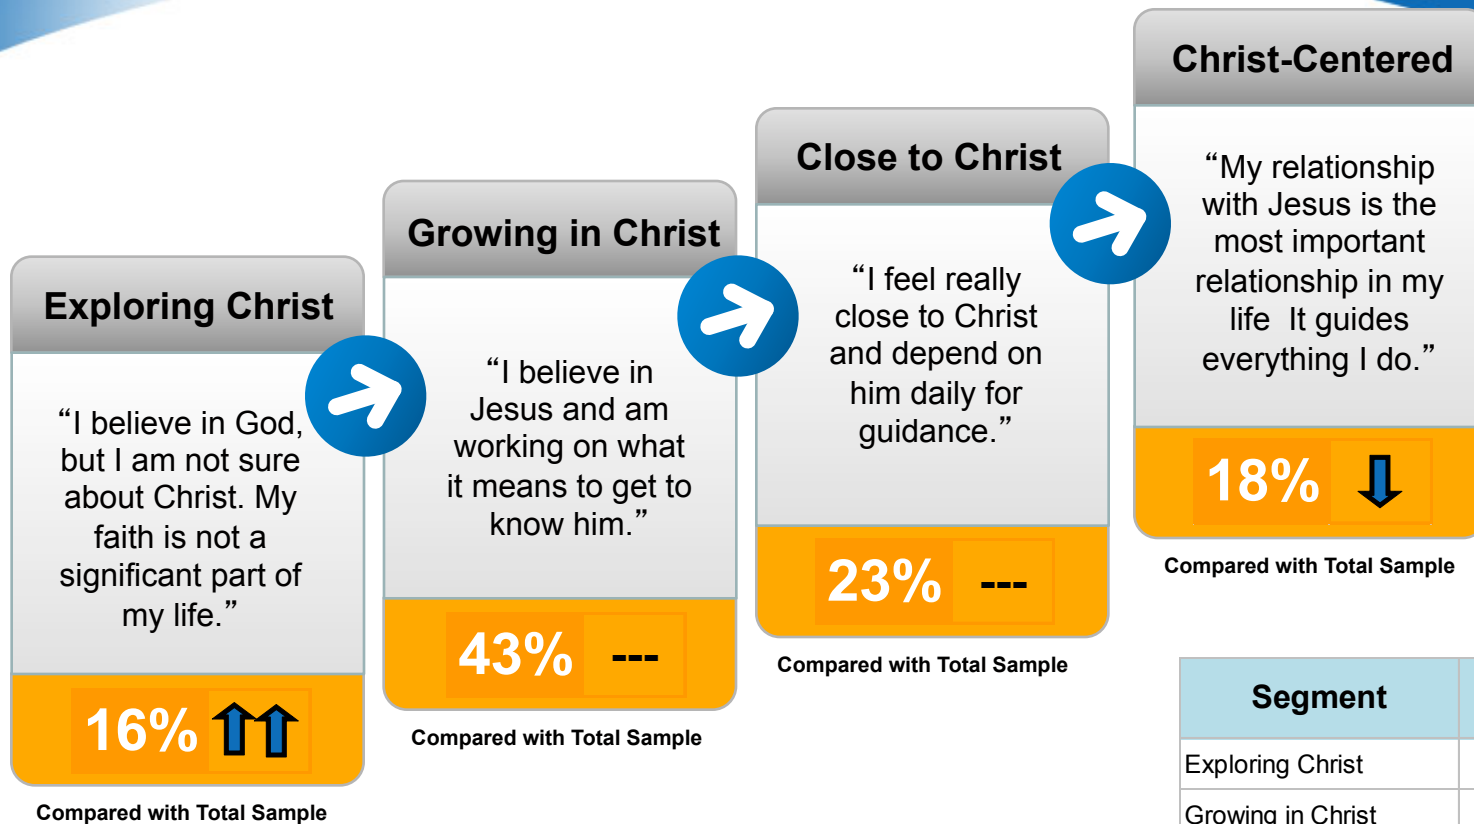 Exploring Christ
“I believe in God,
but I am not sure
about Christ. My
faith is not a
significant part of
my life.”
16%
Compared with Total Sample
Growing in Christ
“I believe in
Jesus and am
working on what
it means to get to
know him.”
43% ---
Compared with Total Sample
Close to Christ
“I feel really
close to Christ
and depend on
him daily for
guidance.”
23% ---
Compared with Total Sample
Christ-Centered
“My relationship
with Jesus is the
most important
relationship in my
life  It guides
everything I do.”
18%
Compared with Total Sample
Segment
Exploring Christ
Growing in Christ